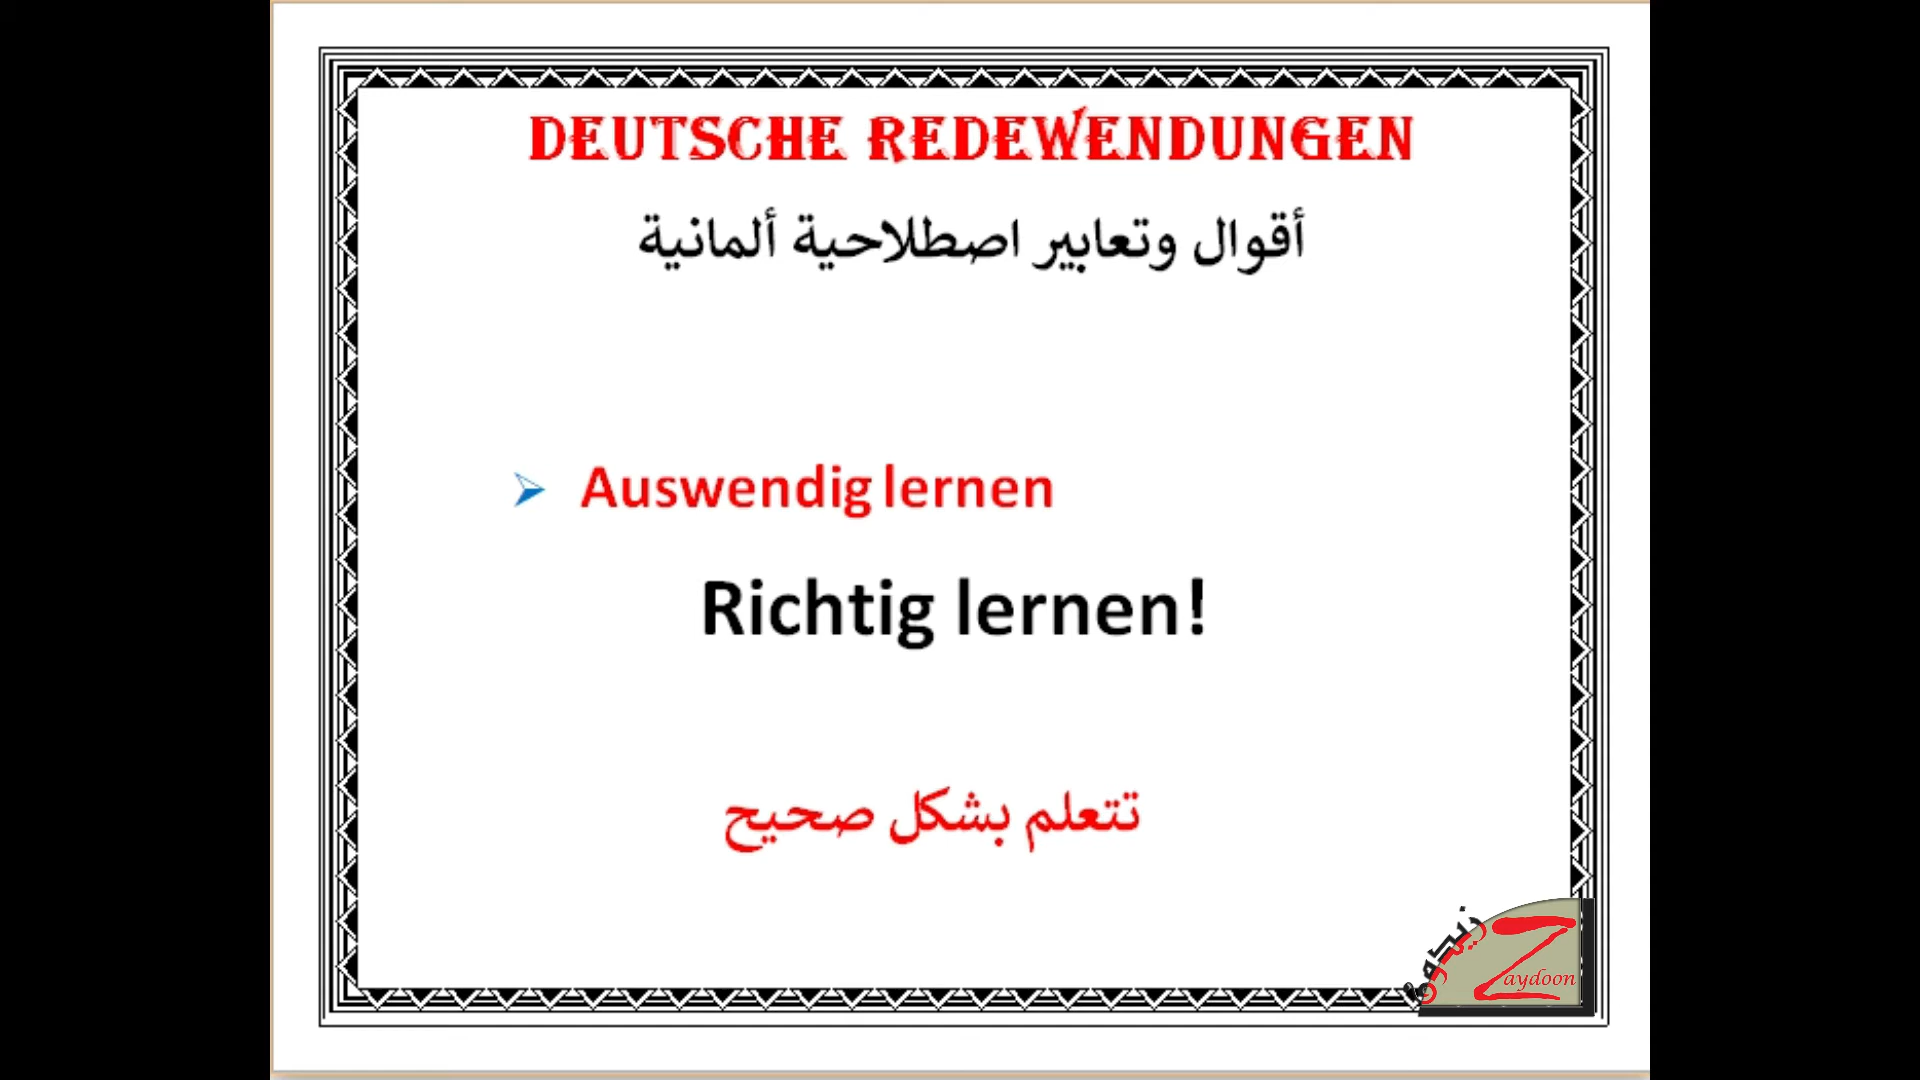 DEUTSCHE REDEWENDUNGEN
أقوال وتعابير اصطلاحية ألمانية
➢ Auswendig lernen
Richtig lernen!
تتعلم بشكل صحيح
Zaydoon